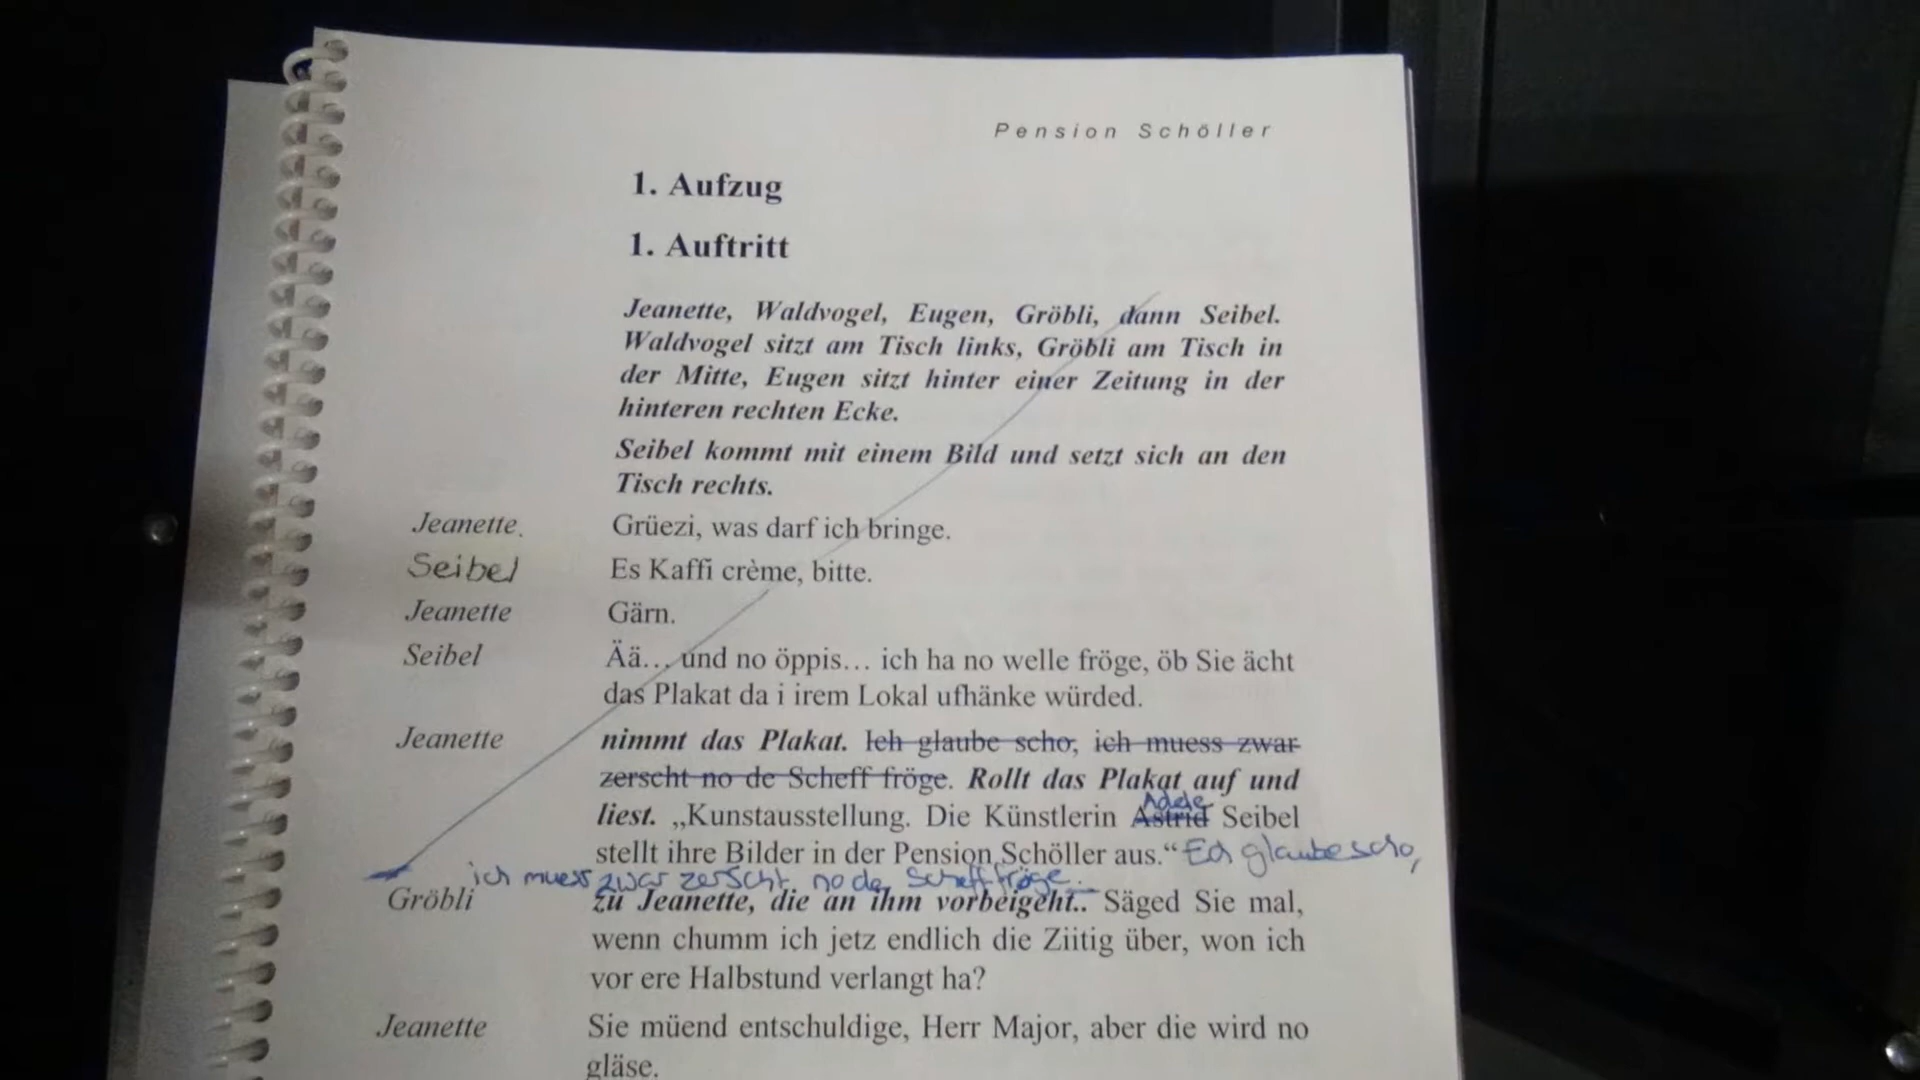 Pension Schöller
1. Aufzug
1. Auftritt
Jeanette, Waldvogel, Eugen, Gröbli, dann Seibel.
Waldvogel sitzt am Tisch links, Gröbli am Tisch in
der Mitte, Eugen sitzt hinter einer Zeitung in der
hinteren rechten Ecke.
Seibel kommt mit einem Bild und setzt sich an den
Tisch rechts.
Jeanette. Grüezi, was darf ich bringe.
Seibel Es Kaffi crème, bitte.
Jeanette Gärn.
Seibel Ää… und no öppis… ich ha no welle fröge, öb Sie ächt
das Plakat da i irem Lokal ufhänke würded.
Jeanette nimmt das Plakat. Ich glaube scho, ich muess zwar
zerscht no de Scheff fröge. Rollt das Plakat auf und
Adele
liest. „Kunstausstellung. Die Künstlerin Astrid Seibel
stellt ihre Bilder in der Pension Schöller aus.“ Ech glaube scho,
ich muess zwar zerscht no de Scheff fröge.
Gröbli zu Jeanette, die an ihm vorbeigeht.. Säged Sie mal,
wenn chumm ich jetz endlich die Ziitig über, won ich
vor ere Halbstund verlangt ha?
Jeanette Sie müend entschuldige, Herr Major, aber die wird no
gläse.